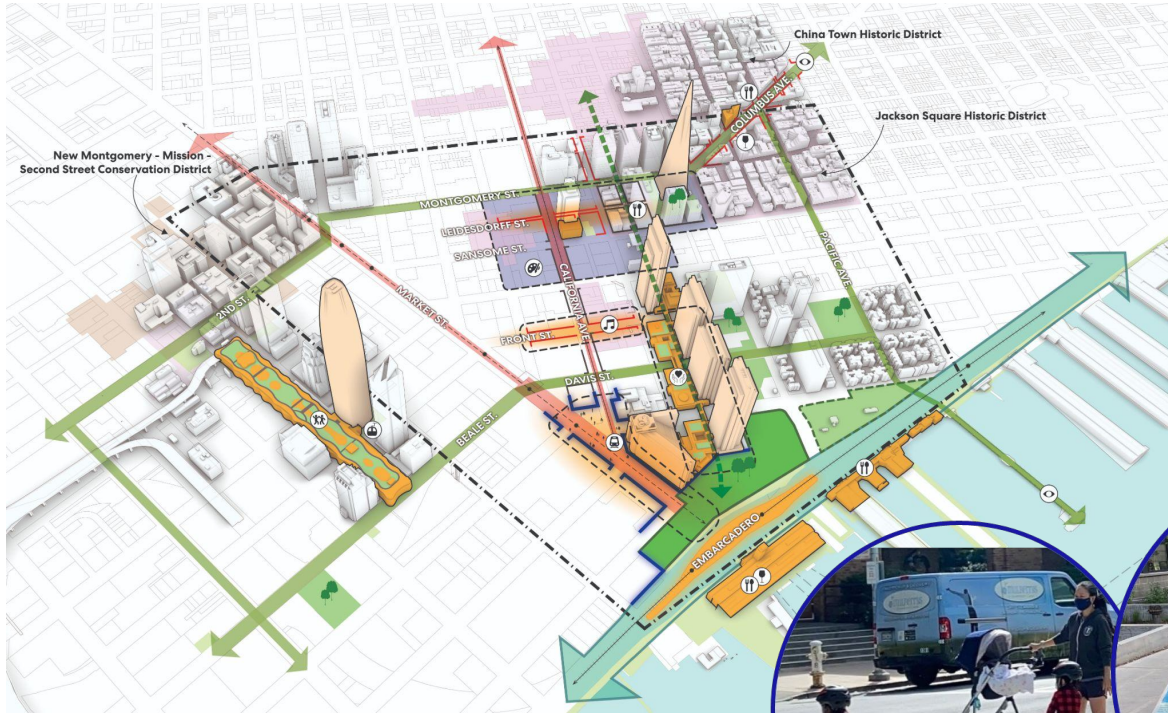 China Town Historic District
COLUMBUS AVE.
Jackson Square Historic District
New Montgomery - Mission -
Second Street Conservation District
MONTGOMERY ST.
LEIDESDORFF ST.
SANSOME ST.
CALIFORNIA AVE.
PACIFIC AVE.
2ND ST.
MARKET ST.
FRONT ST.
DAVIS ST.
BEALE ST.
EMBARCADERO